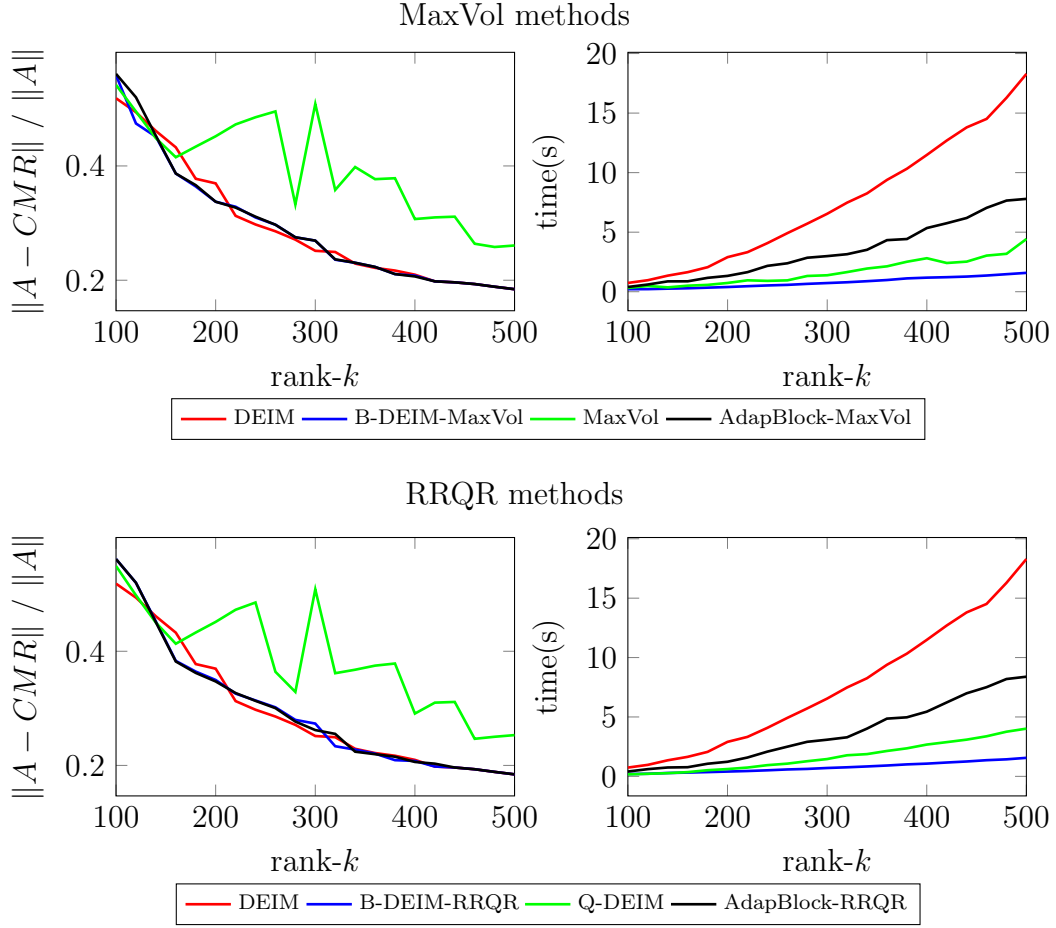 MaxVol methods
∥A − CMR∥ / ∥A∥
0.4
0.2
100 200 300 400 500
rank-k
time(s)
20
15
10
5
0
100 200 300 400 500
rank-k
DEIM B-DEIM-MaxVol MaxVol AdapBlock-MaxVol
RRQR methods
∥A − CMR∥ / ∥A∥
0.4
0.2
100 200 300 400 500
rank-k
time(s)
20
15
10
5
0
100 200 300 400 500
rank-k
DEIM B-DEIM-RRQR Q-DEIM AdapBlock-RRQR